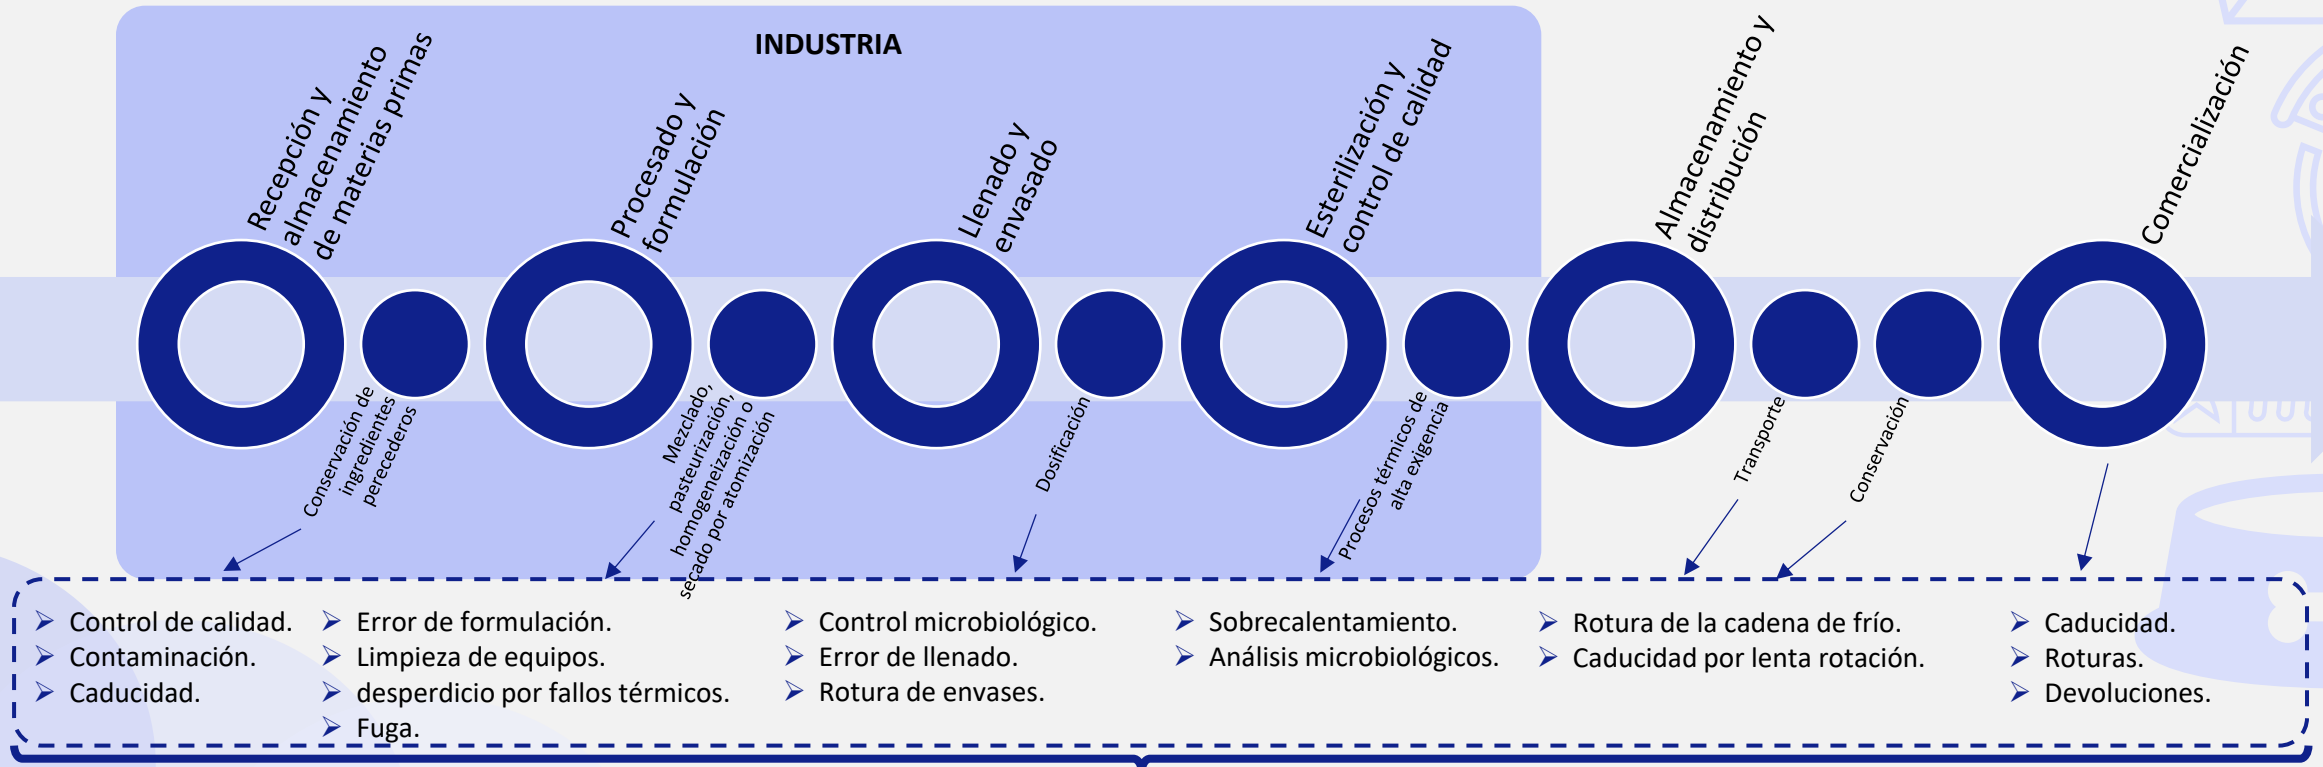 INDUSTRIA
Recepción y
almacenamiento
de materias primas
Procesado y
formulación
Llenado y
envasado
Esterilización y
control de calidad
Almacenamiento y
distribución
Comercialización
Conservación de
ingredientes
perecederos
Mezclado,
pasteurización,
homogeneización o
secado por atomización
Dosificación
Procesos térmicos de
alta exigencia
Transporte
Conservación
Control de calidad.
Contaminación.
Caducidad.
Error de formulación.
Limpieza de equipos.
desperdicio por fallos térmicos.
Fuga.
Control microbiológico.
Error de llenado.
Rotura de envases.
Sobrecalentamiento.
Análisis microbiológicos.
Rotura de la cadena de frío.
Caducidad por lenta rotación.
Caducidad.
Roturas.
Devoluciones.